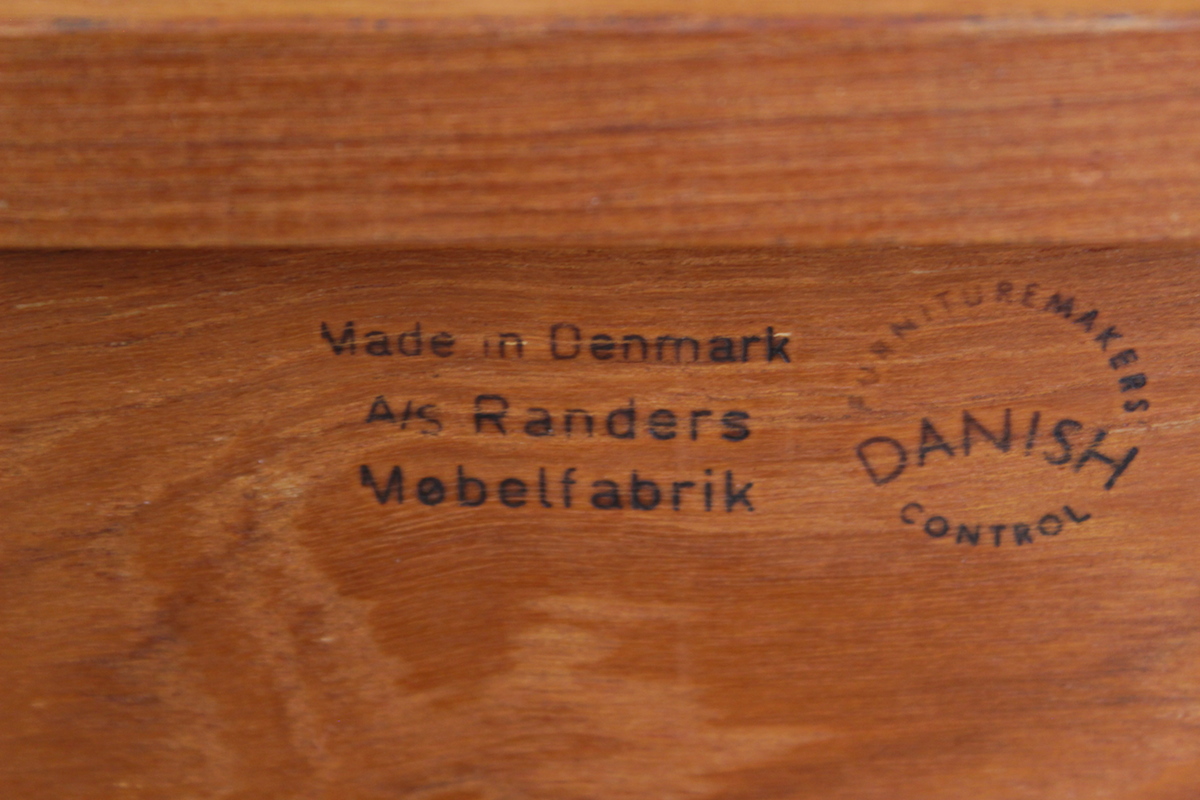 Made in Denmark
A/S Randers
Møbelfabrik
FURNITUREMAKERS
DANISH
CONTROL